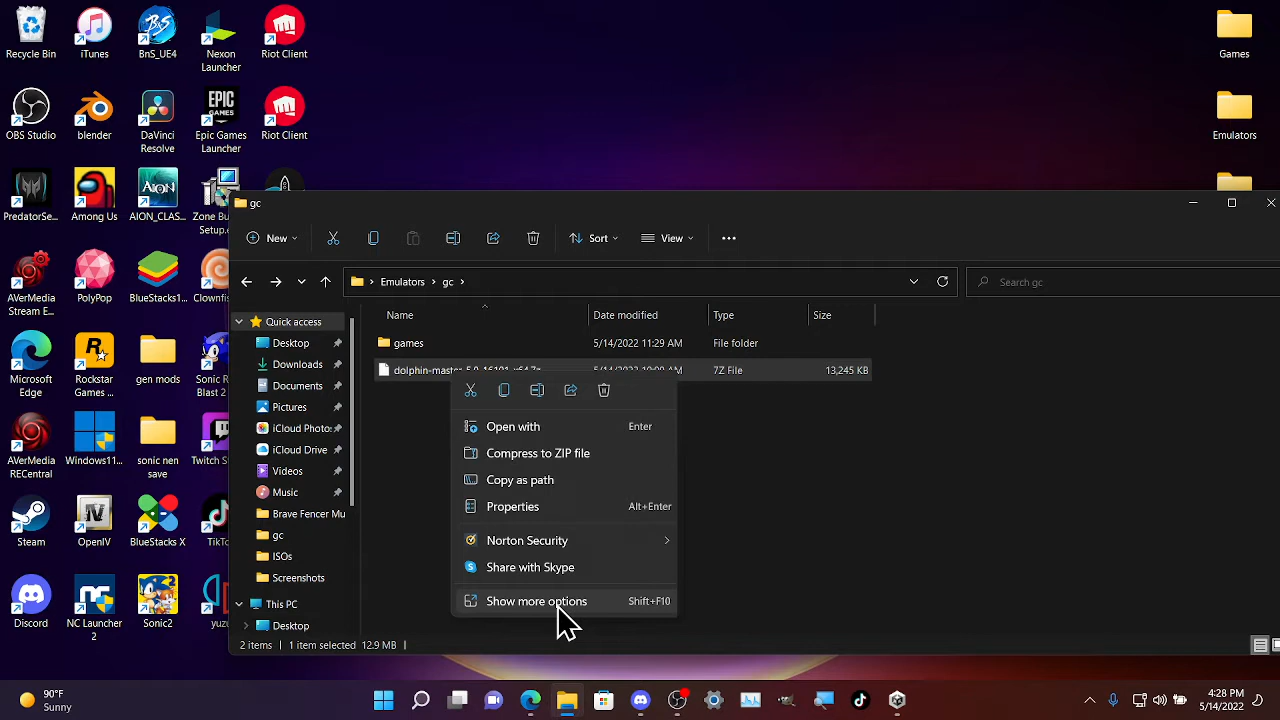 Recycle Bin
iTunes
BnS_UE4
Nexon
Launcher
Riot Client
Games
OBS Studio
blender
DaVinci
Resolve
Epic Games
Launcher
Riot Client
Emulators
PredatorSe...
Among Us
AION_CLAS...
Zone Bu
Setup.e
gc
New
Sort
View
AVerMedia
Stream E...
PolyPop
BlueStacks1...
Clownfis
Emulators
gc
Search gc
Name
Date modified
Type
Size
Quick access
Desktop
Downloads
Documents
Pictures
iCloud Photo:
iCloud Drive
Videos
Music
Brave Fencer Mu
gc
ISOs
Screenshots
This PC
Desktop
games
5/14/2022 11:29 AM
File folder
7Z File
13,245 KB
Open with
Enter
Compress to ZIP file
Copy as path
Properties
Alt+Enter
Norton Security
Share with Skype
Show more options
Shift+F10
Microsoft
Edge
Rockstar
Games ...
gen mods
Sonic R
Blast 2
AVerMedia
RECentral
Windows11...
sonic nen
save
Twitch S
Steam
OpenIV
BlueStacks X
TikTo
Discord
NC Launcher
2
Sonic2
yuzu
2 items
1 item selected
12.9 MB
90°F
Sunny
4:28 PM
5/14/2022